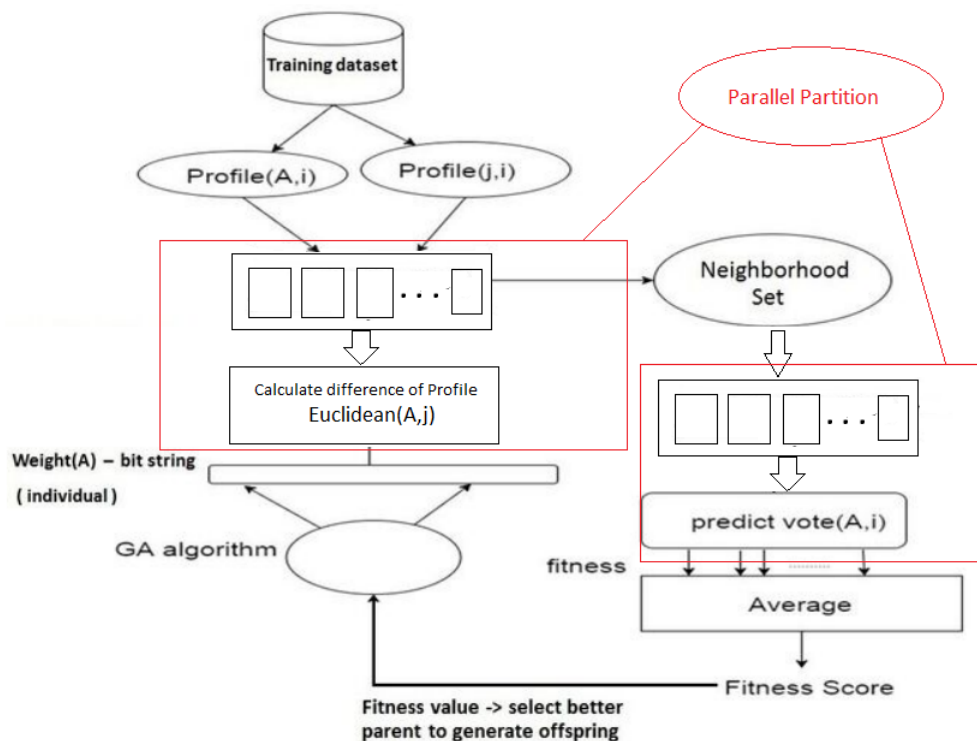 Training dataset
Parallel Partition
Profile(A,i)
Profile(j,i)
Neighborhood
Set
Calculate difference of Profile
Euclidean(A,j)
Weight(A) – bit string
( individual )
predict vote(A,i)
GA algorithm
fitness
Average
Fitness Score
Fitness value -> select better
parent to generate offspring